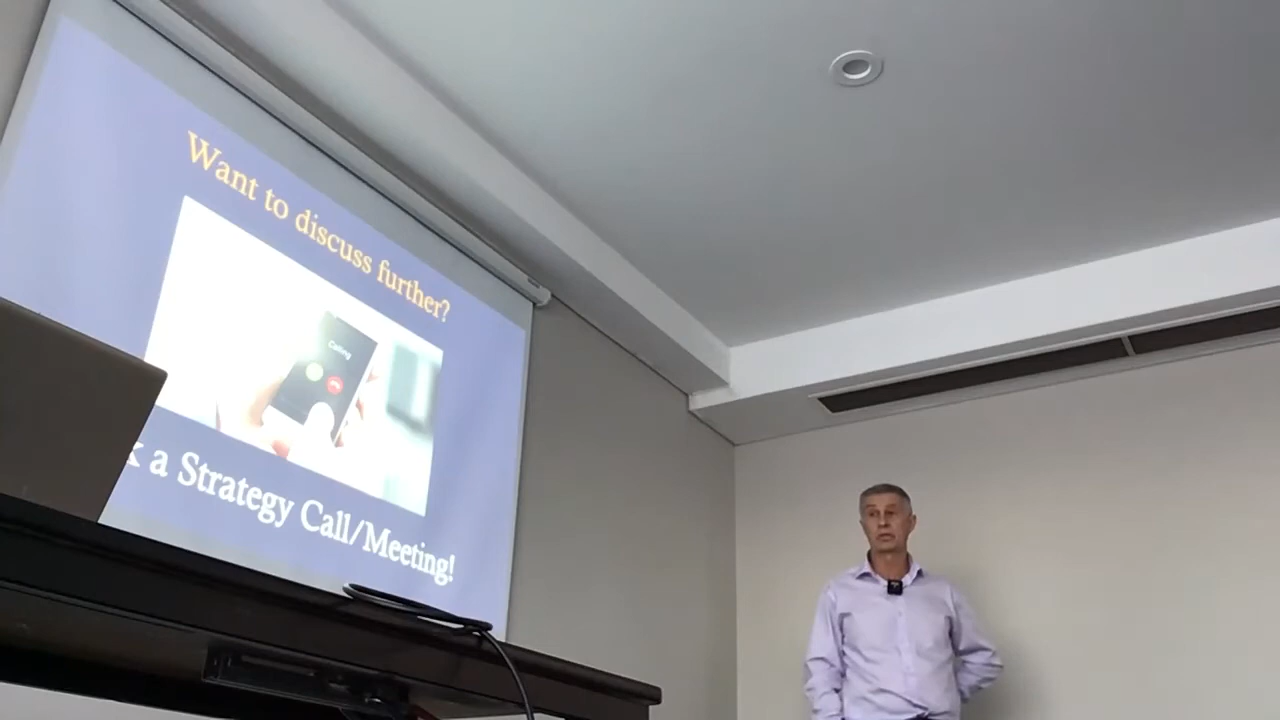 Want to discuss further?
Calling
a Strategy Call/Meeting!